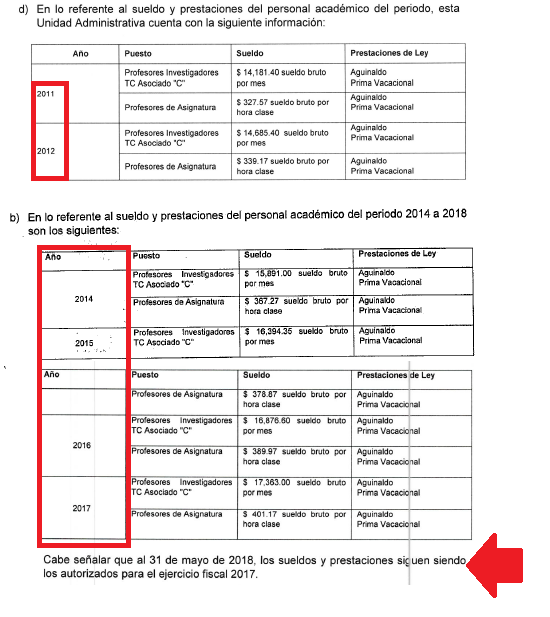 d) En lo referente al sueldo y prestaciones del personal académico del periodo, esta
Unidad Administrativa cuenta con la siguiente información:
Año Puesto Sueldo Prestaciones de Ley
2011
Profesores Investigadores $ 14,181.40 sueldo bruto Aguinaldo
TC Asociado "C" por mes Prima Vacacional
Profesores de Asignatura $ 327.57 sueldo bruto por Aguinaldo
hora clase Prima Vacacional
2012
Profesores Investigadores $ 14,685.40 sueldo bruto Aguinaldo
TC Asociado "C" por mes Prima Vacacional
Profesores de Asignatura $ 339.17 sueldo bruto por Aguinaldo
hora clase Prima Vacacional
b) En lo referente al sueldo y prestaciones del personal académico del periodo 2014 a 2018
son los siguientes:
Año Puesto Sueldo Prestaciones de Ley
2014
Profesores Investigadores $ 15,891.00 sueldo bruto Aguinaldo
TC Asociado "C" por mes Prima Vacacional
Profesores de Asignatura $ 367.27 sueldo bruto por Aguinaldo
hora clase Prima Vacacional
2015
Profesores Investigadores $ 16,394.35 sueldo bruto Aguinaldo
TC Asociado "C" por mes Prima Vacacional
Año Puesto Sueldo Prestaciones de Ley
Profesores de Asignatura $ 378.87 sueldo bruto por Aguinaldo
hora clase Prima Vacacional
2016
Profesores Investigadores $ 16,876.60 sueldo bruto Aguinaldo
TC Asociado "C" por mes Prima Vacacional
Profesores de Asignatura $ 389.97 sueldo bruto por Aguinaldo
hora clase Prima Vacacional
2017
Profesores Investigadores $ 17,363.00 sueldo bruto Aguinaldo
TC Asociado "C" por mes Prima Vacacional
Profesores de Asignatura $ 401.17 sueldo bruto por Aguinaldo
hora clase Prima Vacacional
Cabe señalar que al 31 de mayo de 2018, los sueldos y prestaciones siguen siendo
los autorizados para el ejercicio fiscal 2017.